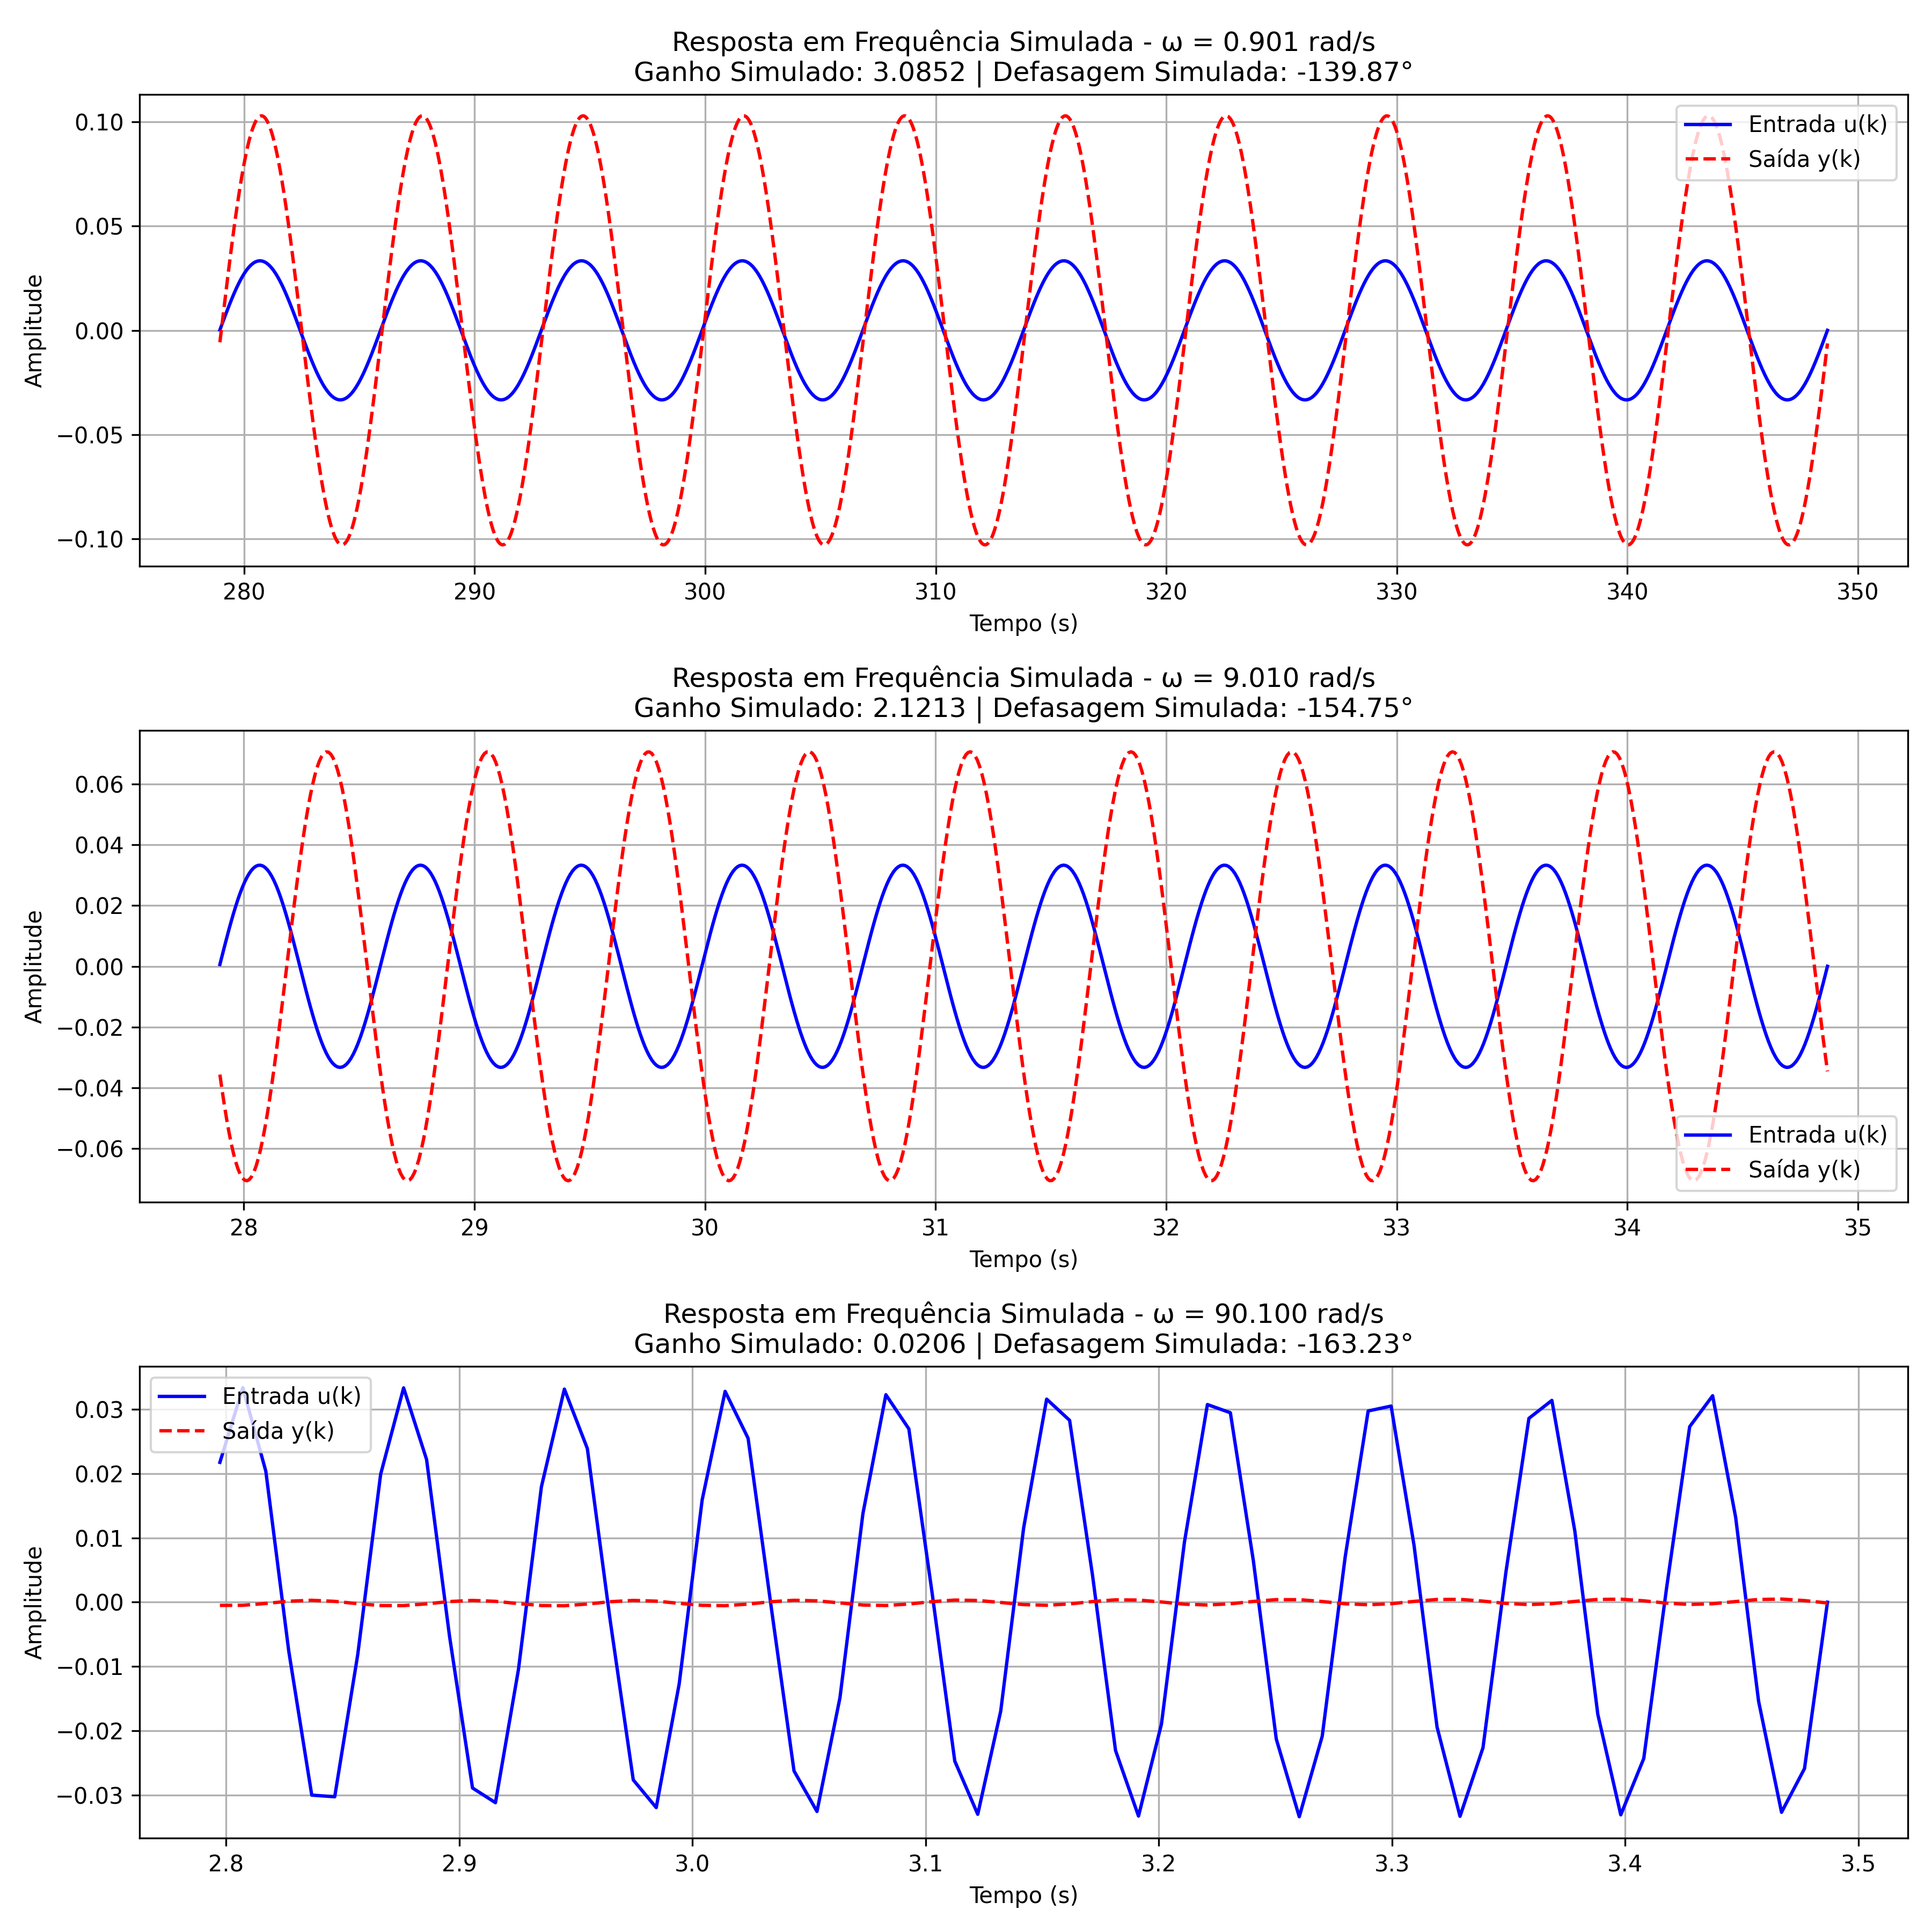 Resposta em Frequência Simulada - ω = 0.901 rad/s
Ganho Simulado: 3.0852 | Defasagem Simulada: -139.87°
Entrada u(k)
Saída y(k)
Amplitude
0.10
0.05
0.00
−0.05
−0.10
280 290 300 310 320 330 340 350
Tempo (s)
Resposta em Frequência Simulada - ω = 9.010 rad/s
Ganho Simulado: 2.1213 | Defasagem Simulada: -154.75°
Amplitude
0.06
0.04
0.02
0.00
−0.02
−0.04
−0.06
Entrada u(k)
Saída y(k)
28 29 30 31 32 33 34 35
Tempo (s)
Resposta em Frequência Simulada - ω = 90.100 rad/s
Ganho Simulado: 0.0206 | Defasagem Simulada: -163.23°
Entrada u(k)
Saída y(k)
Amplitude
0.03
0.02
0.01
0.00
−0.01
−0.02
−0.03
2.8 2.9 3.0 3.1 3.2 3.3 3.4 3.5
Tempo (s)